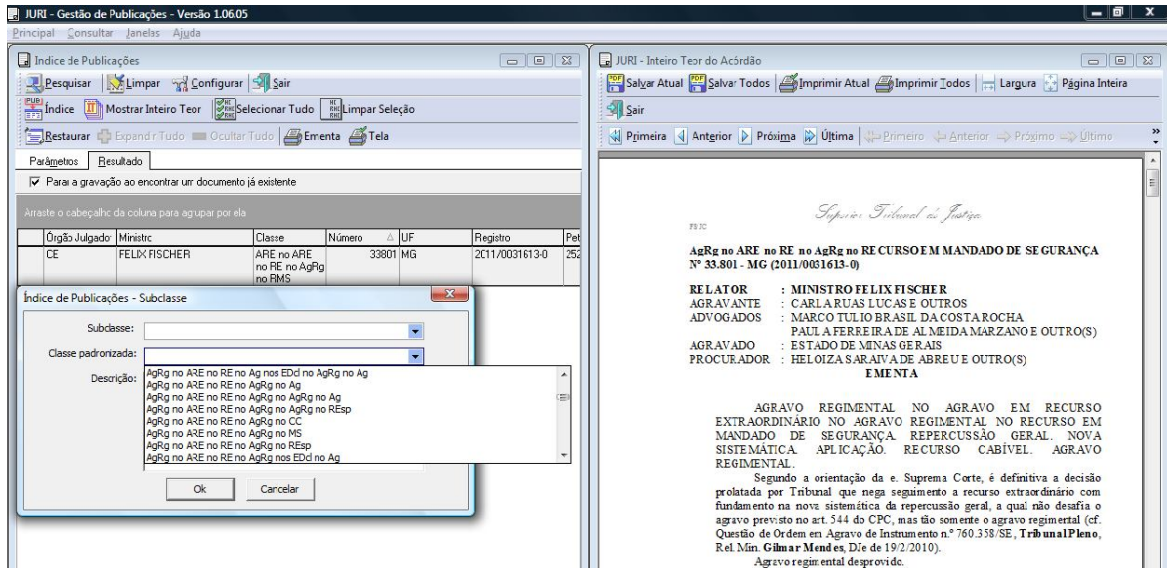 JURI - Gestão de Publicações - Versão 1.06.05
Principal Consultar Janelas Ajuda
Indice de Publicações
Pesquisar Limpar Configurar Sair
Índice Mostrar Inteiro Teor Selecionar Tudo Limpar Seleção
Restaurar Expandir Tudo Ocultar Tudo Ementa Tela
Parâmetros Resultado
Parar a gravação ao encontrar um documento já existente
Arraste o cabeçalho da coluna para agrupar por ela
Órgão Julgador Ministro Classe Número UF Registro Pet
CE FELIX FISCHER ARE no ARE 33801 MG 2011/0031613-0 252
no RE no AgRg
no RMS
Índice de Publicações - Subclasse
Subclasse:
Classe padronizada:
Descrição:
AgRg no ARE no RE no Ag nos EDcl no AgRg no Ag
AgRg no ARE no RE no AgRg no Ag
AgRg no ARE no RE no AgRg no AgRg no Ag
AgRg no ARE no RE no AgRg no AgRg no REsp
AgRg no ARE no RE no AgRg no CC
AgRg no ARE no RE no AgRg no MS
AgRg no ARE no RE no AgRg no REsp
AgRg no ARE no RE no AgRg nos EDcl no Ag
Ok Cancelar
JURI - Inteiro Teor do Acórdão
Salvar Atual Salvar Todos Imprimir Atual Imprimir Todos Largura Página Inteira
Sair
Primeira Anterior Próxima Última Primeiro Anterior Próximo Último
Superior Tribunal de Justiça
AgRg no ARE no RE no AgRg no RECURSO EM MANDADO DE SEGURANÇA
Nº 33.801 - MG (2011/0031613-0)
RELATOR : MINISTRO FELIX FISCHER
AGRAVANTE : CARLA RUAS LUCAS E OUTROS
ADVOGADOS : MARCO TULIO BRASIL DA COSTA ROCHA
PAULA FERREIRA DE ALMEIDA MARZANO E OUTRO(S)
AGRAVADO : ESTADO DE MINAS GERAIS
PROCURADOR : HELOIZA SARAIVA DE ABREU E OUTRO(S)
EMENTA
AGRAVO REGIMENTAL NO AGRAVO EM RECURSO
EXTRAORDINÁRIO NO AGRAVO REGIMENTAL NO RECURSO EM
MANDADO DE SEGURANÇA. REPERCUSSÃO GERAL. NOVA
SISTEMÁTICA. APLICAÇÃO. RECURSO CABÍVEL. AGRAVO
REGIMENTAL.
Segundo a orientação da e. Suprema Corte, é definitiva a decisão
prolatada por Tribunal que nega seguimento a recurso extraordinário com
fundamento na nova sistemática da repercussão geral, a qual não desafia o
agravo previsto no art. 544 do CPC, mas tão somente o agravo regimental (cf.
Questão de Ordem em Agravo de Instrumento n.º 760.358/SE, Tribunal Pleno,
Rel. Min. Gilmar Mendes, DJe de 19/2/2010).
Agravo regimental desprovido.